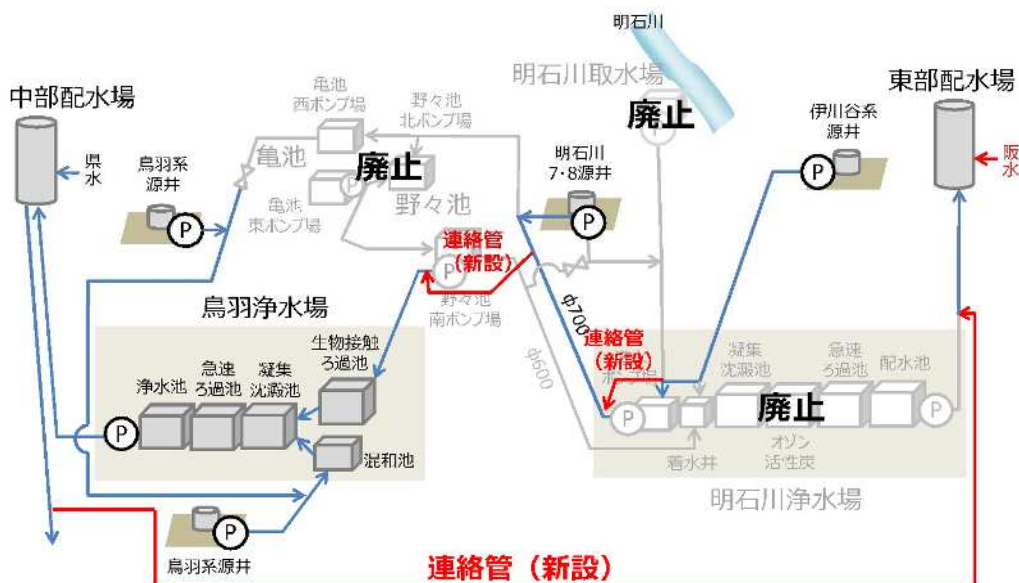 明石川
明石川取水場
廃止
P
中部配水場
県水
鳥羽系
源井
P
亀池
西ポンプ場
野々池
北ポンプ場
亀池
廃止
野々池
亀池
東ポンプ場
P
明石川
7・8源井
P
伊川谷系
源井
P
東部配水場
阪水
連絡管
(新設)
P
野々池
南ポンプ場
φ700
φ600
連絡管
(新設)
鳥羽浄水場
生物接触
ろ過池
凝集
沈澱池
急速
ろ過池
浄水池
P
混和池
鳥羽系源井
P
凝集
沈澱池
急速
ろ過池
配水池
廃止
P
P
着水井
オゾン
活性炭
明石川浄水場
連絡管(新設)